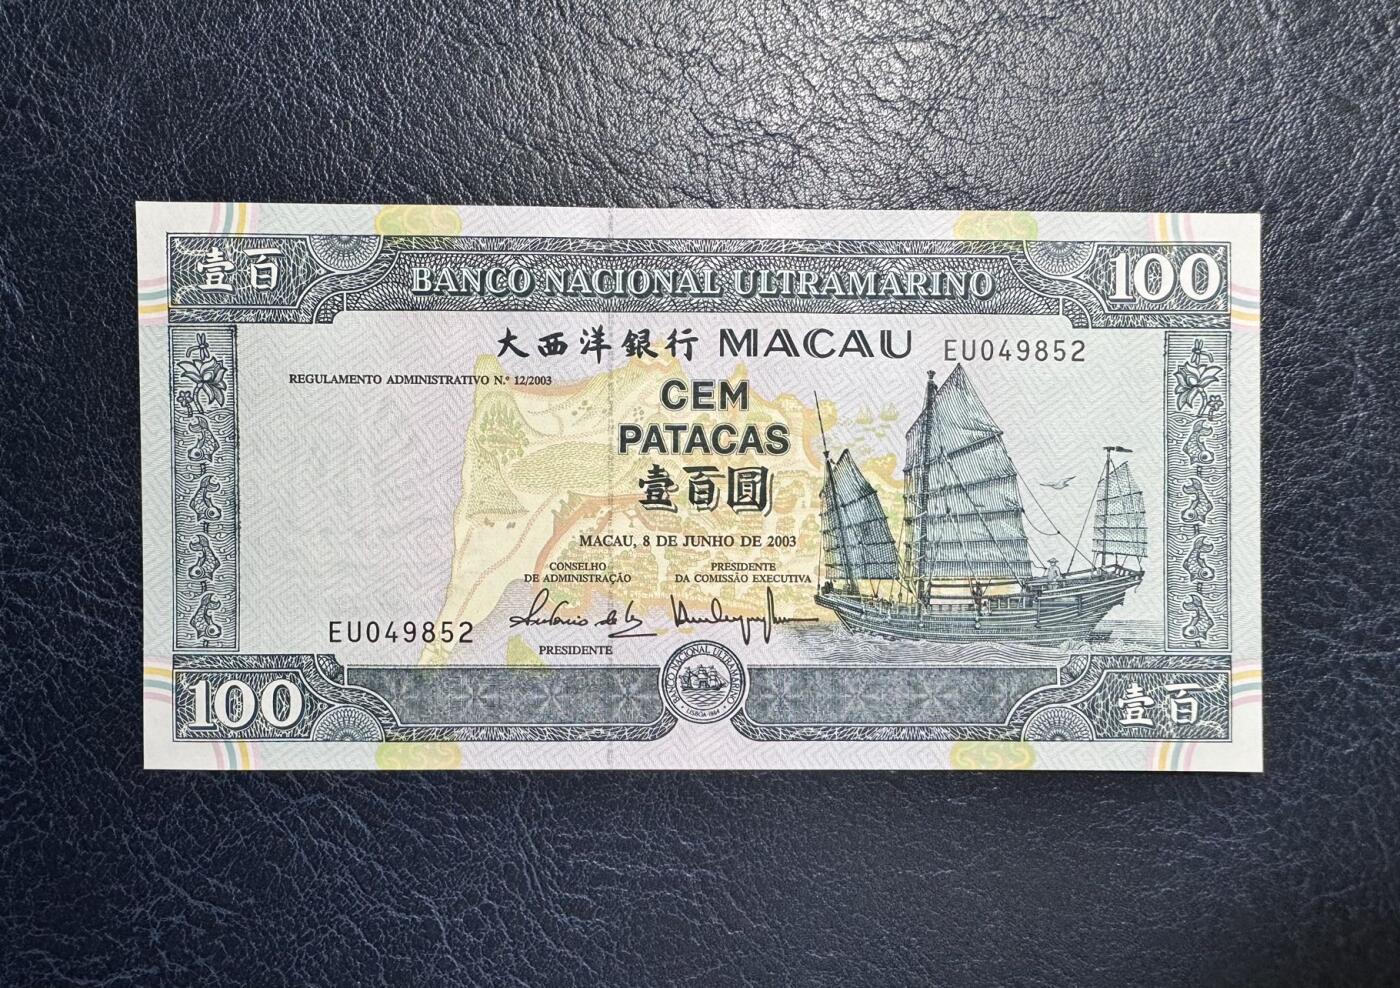 壹百
BANCO NACIONAL ULTRAMARINO
100
大西洋銀行 MACAU
EU049852
REGULAMENTO ADMINISTRATIVO N.º 12/2003
CEM
PATACAS
壹百圓
MACAU, 8 DE JUNHO DE 2003
CONSELHO
DE ADMINISTRAÇÃO
PRESIDENTE
DA COMISSÃO EXECUTIVA
EU049852
PRESIDENTE
100
BANCO NACIONAL ULTRAMARINO
LISBOA 1864
壹百